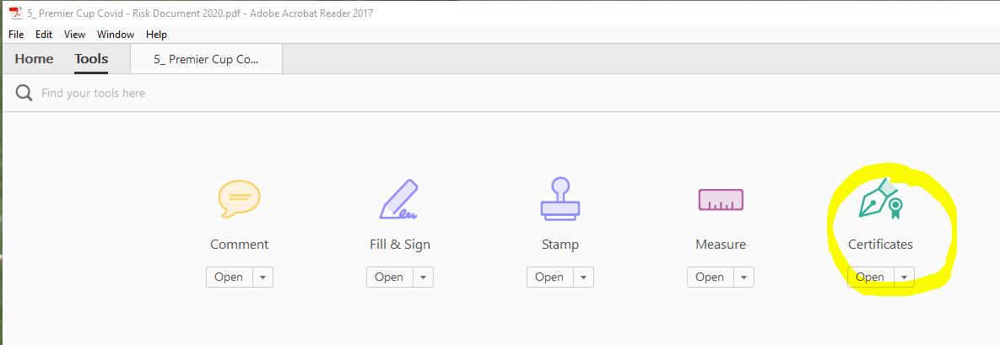 5_ Premier Cup Covid - Risk Document 2020.pdf - Adobe Acrobat Reader 2017
File Edit View Window Help
Home Tools 5_ Premier Cup Co...
Find your tools here
Comment Fill & Sign Stamp Measure Certificates
Open Open Open Open Open